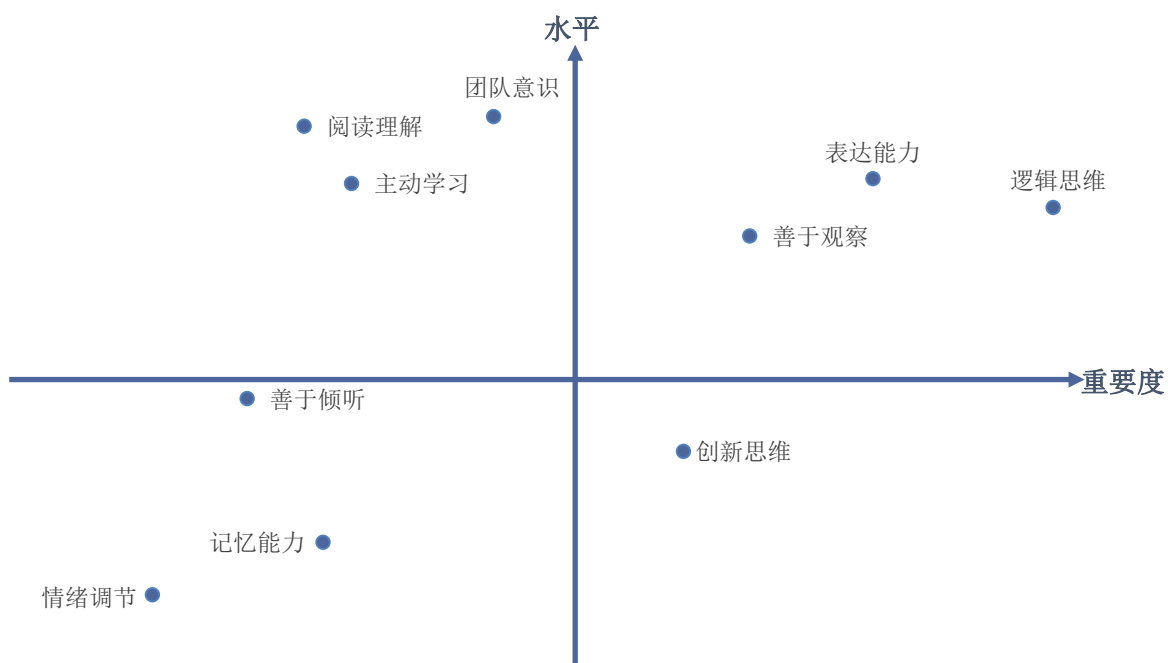 水平
团队意识
阅读理解
表达能力
主动学习
逻辑思维
善于观察
重要度
善于倾听
创新思维
记忆能力
情绪调节